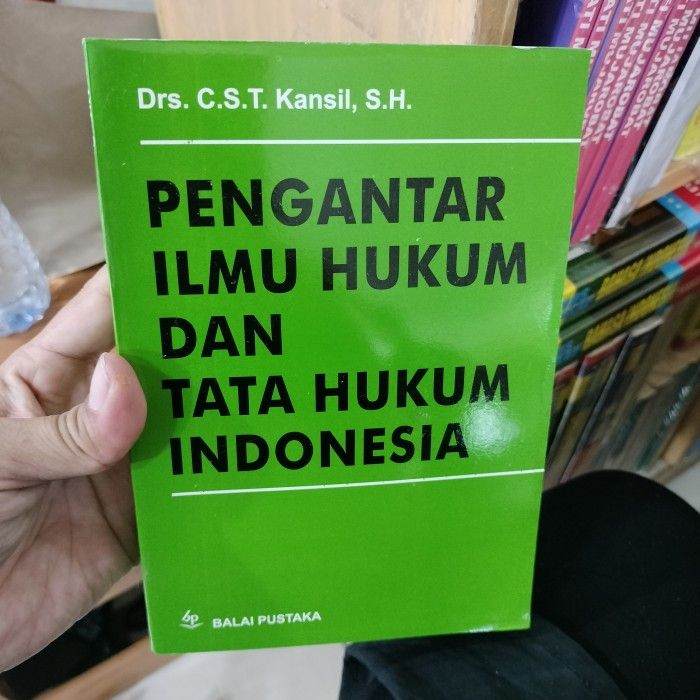 Drs. C.S.T. Kansil, S.H.
PENGANTAR
ILMU HUKUM
DAN
TATA HUKUM
INDONESIA
bp
BALAI PUSTAKA